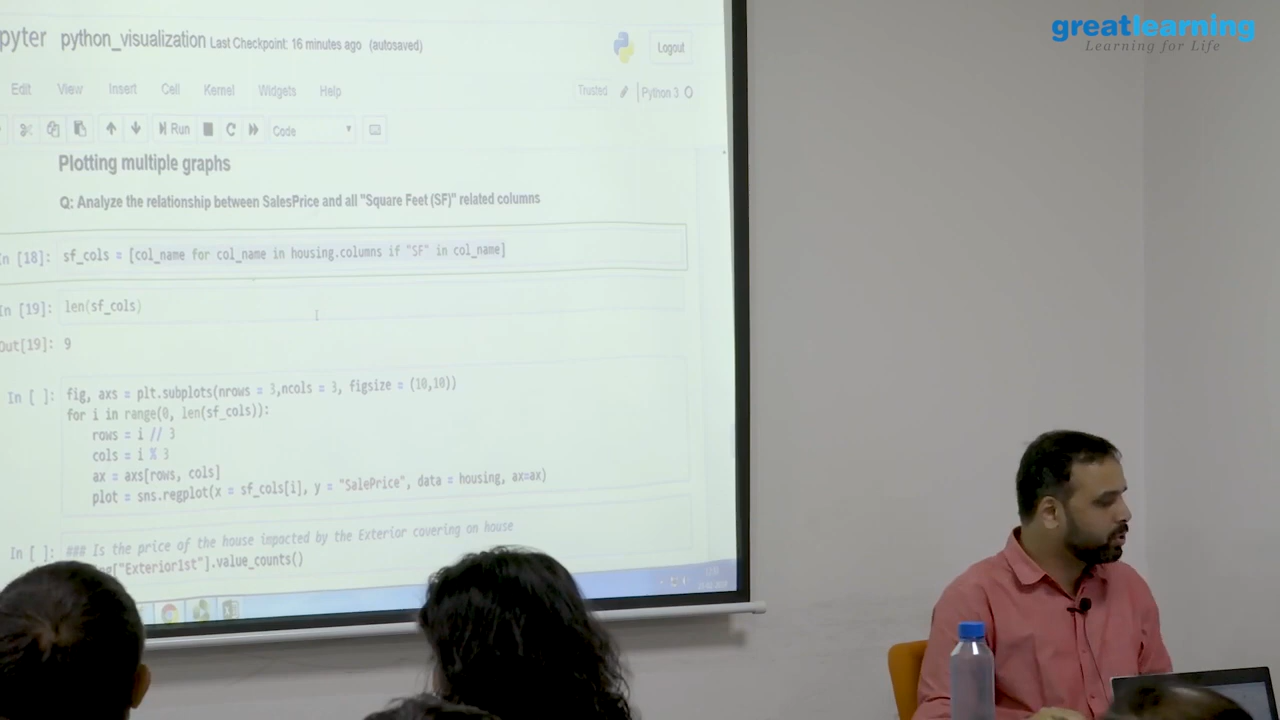 pyter python_visualization Last Checkpoint: 16 minutes ago (autosaved)
Logout
greatlearning
Learning for Life
Edit View Insert Cell Kernel Widgets Help
Trusted Python 3
Run Code
Plotting multiple graphs
Q: Analyze the relationship between SalesPrice and all "Square Feet (SF)" related columns
In [18]: sf_cols = [col_name for col_name in housing.columns if "SF" in col_name]
In [19]: len(sf_cols)
Out[19]: 9
In [ ]: fig, axs = plt.subplots(nrows = 3,ncols = 3, figsize = (10,10))
for i in range(0, len(sf_cols)):
rows = i // 3
cols = i % 3
ax = axs[rows, cols]
plot = sns.regplot(x = sf_cols[i], y = "SalePrice", data = housing, ax=ax)
In [ ]: ### Is the price of the house impacted by the Exterior covering on house
["Exterior1st"].value_counts()